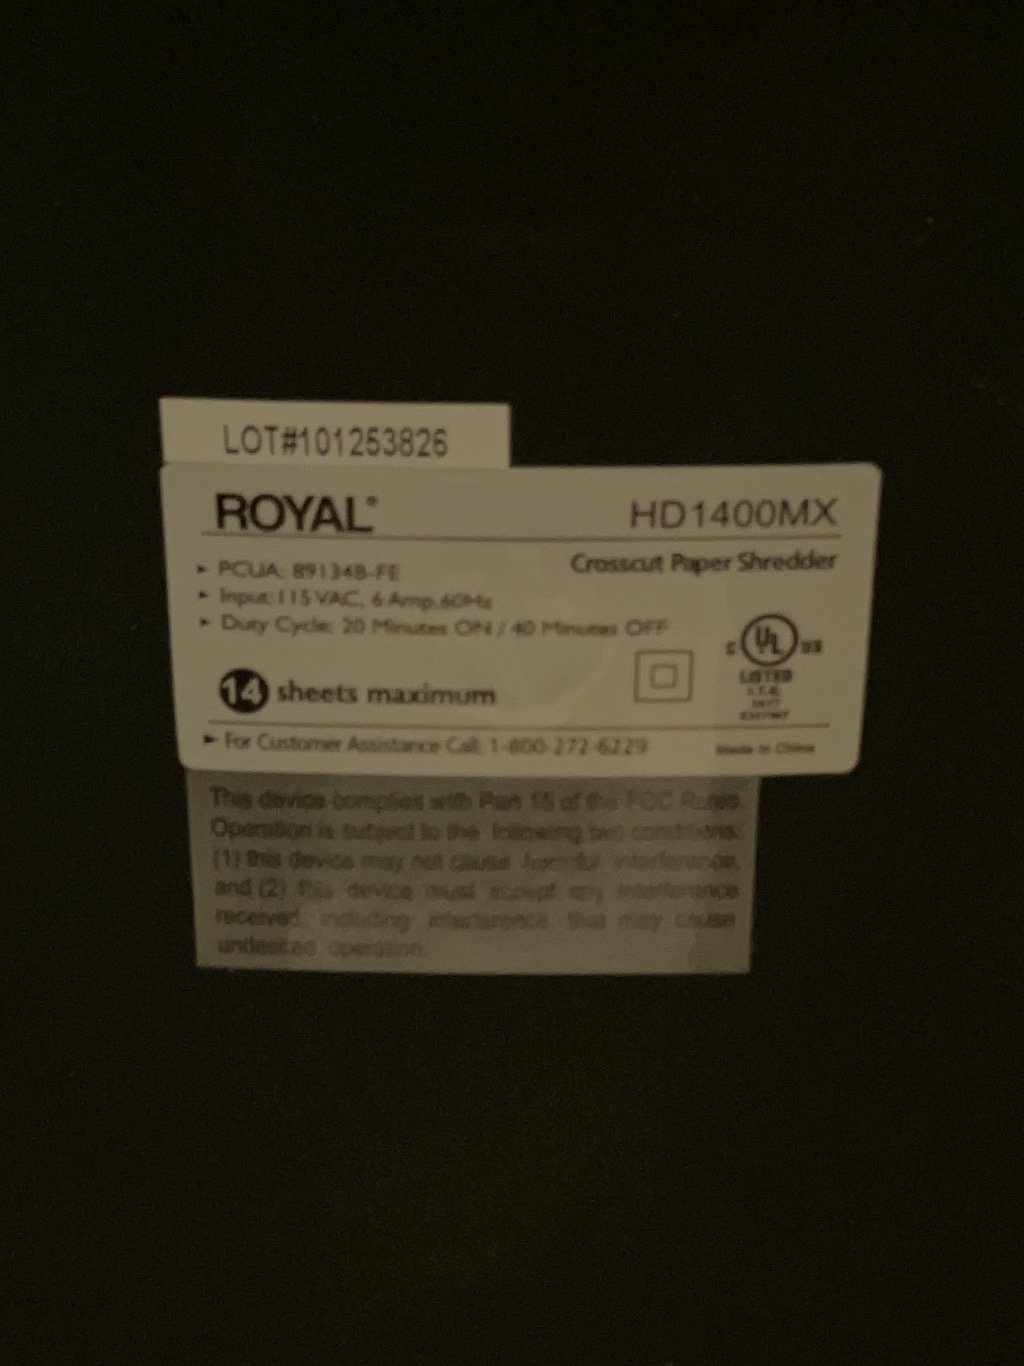 LOT#101253826
ROYAL®
HD1400MX
Crosscut Paper Shredder
▸ PCUA: 89134B-FE
▸ Input: 115 VAC, 6 Amp, 60Hz
▸ Duty Cycle: 20 Minutes ON / 40 Minutes OFF
14 sheets maximum
C UL US
LISTED
I.T.E.
▸ For Customer Assistance Call: 1-800-272-6229
Made in China
This device complies with Part 15 of the FCC Rules.
Operation is subject to the following two conditions:
(1) this device may not cause harmful interference,
and (2) this device must accept any interference
received, including interference that may cause
undesired operation.